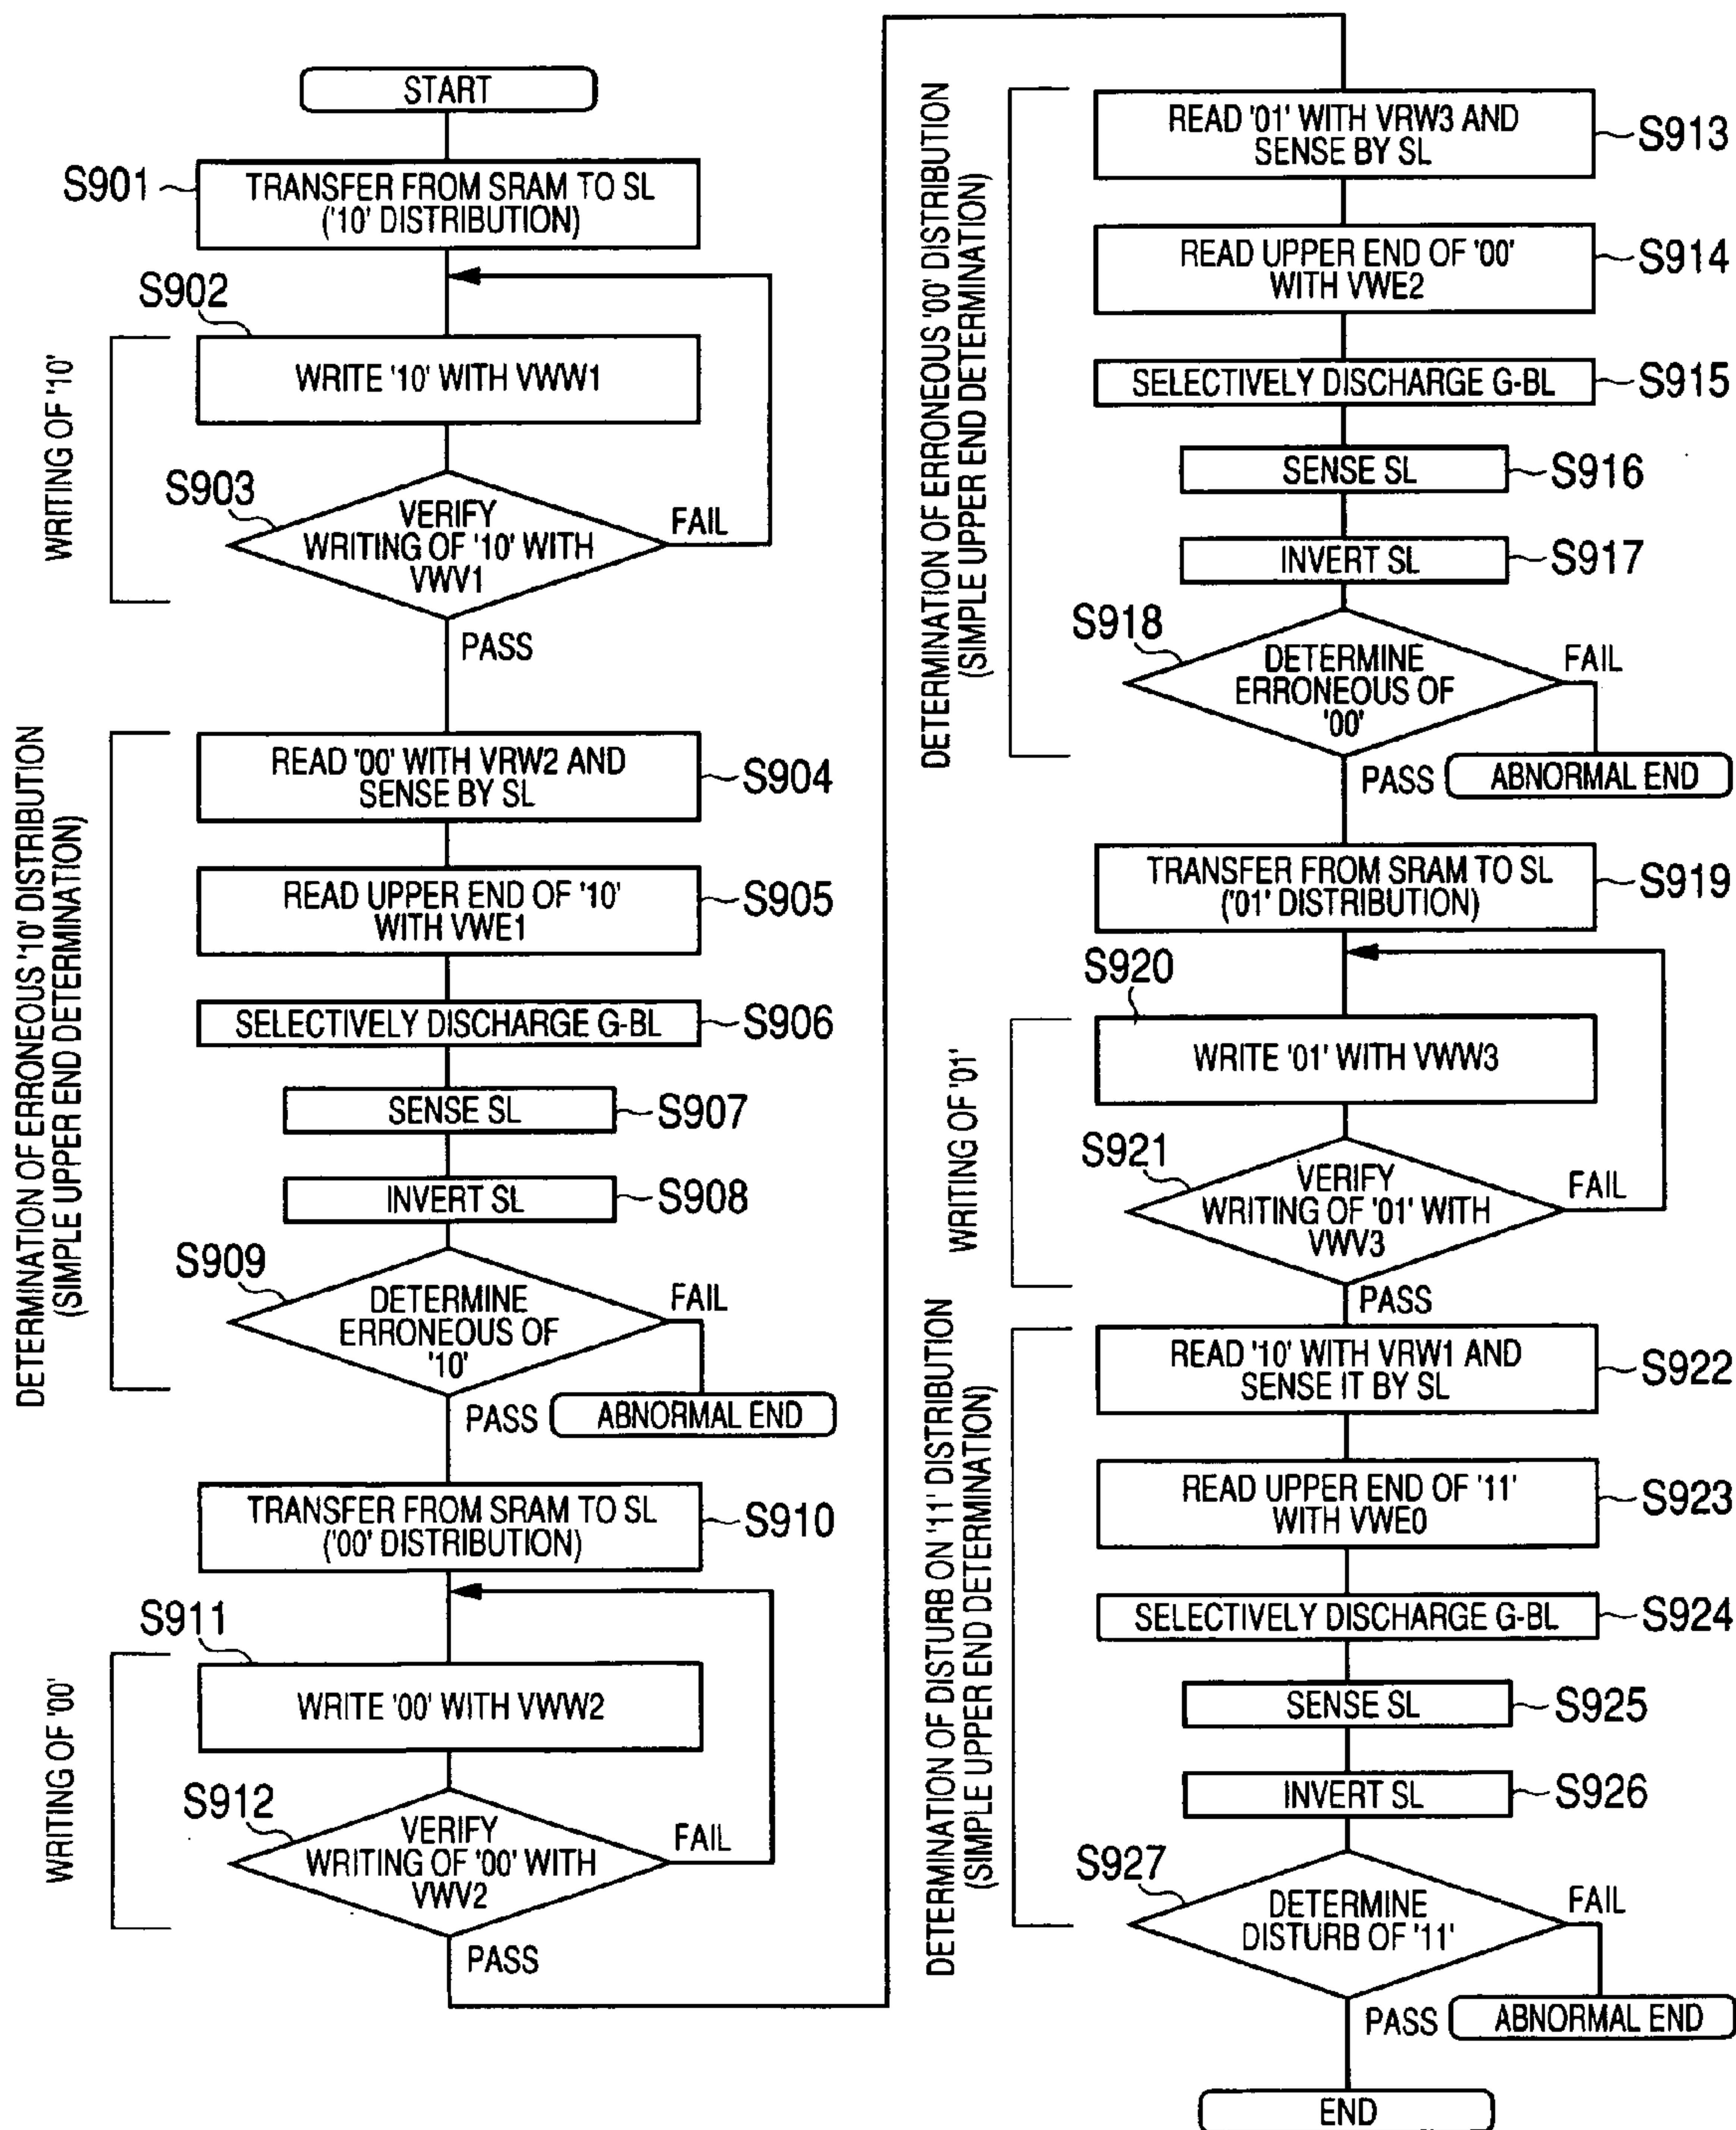 START
S901
TRANSFER FROM SRAM TO SL
('10' DISTRIBUTION)
S902
WRITING OF '10'
WRITE '10' WITH VWW1
S903
VERIFY
WRITING OF '10' WITH
VWV1
FAIL
PASS
DETERMINATION OF ERRONEOUS '10' DISTRIBUTION
(SIMPLE UPPER END DETERMINATION)
READ '00' WITH VRW2 AND
SENSE BY SL
S904
READ UPPER END OF '10'
WITH VWE1
S905
SELECTIVELY DISCHARGE G-BL
S906
SENSE SL
S907
INVERT SL
S908
S909
DETERMINE
ERRONEOUS OF
'10'
FAIL
PASS
ABNORMAL END
TRANSFER FROM SRAM TO SL
('00' DISTRIBUTION)
S910
S911
WRITING OF '00'
WRITE '00' WITH VWW2
S912
VERIFY
WRITING OF '00' WITH
VWV2
FAIL
PASS
DETERMINATION OF ERRONEOUS '00' DISTRIBUTION
(SIMPLE UPPER END DETERMINATION)
READ '01' WITH VRW3 AND
SENSE BY SL
S913
READ UPPER END OF '00'
WITH VWE2
S914
SELECTIVELY DISCHARGE G-BL
S915
SENSE SL
S916
INVERT SL
S917
S918
DETERMINE
ERRONEOUS OF
'00'
FAIL
PASS
ABNORMAL END
TRANSFER FROM SRAM TO SL
('01' DISTRIBUTION)
S919
S920
WRITING OF '01'
WRITE '01' WITH VWW3
S921
VERIFY
WRITING OF '01' WITH
VWV3
FAIL
PASS
DETERMINATION OF DISTURB ON '11' DISTRIBUTION
(SIMPLE UPPER END DETERMINATION)
READ '10' WITH VRW1 AND
SENSE IT BY SL
S922
READ UPPER END OF '11'
WITH VWE0
S923
SELECTIVELY DISCHARGE G-BL
S924
SENSE SL
S925
INVERT SL
S926
S927
DETERMINE
DISTURB OF '11'
FAIL
PASS
ABNORMAL END
END